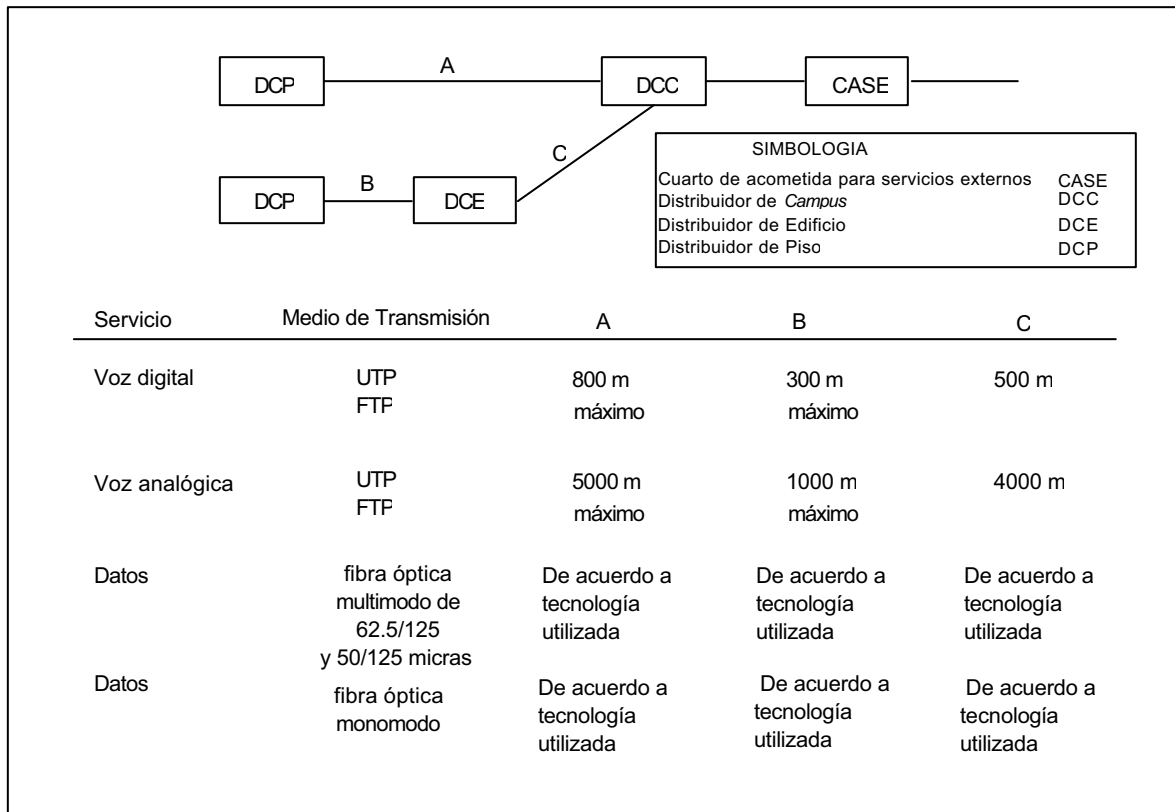 A
DCP
DCC
CASE
C
B
DCP
DCE
SIMBOLOGIA
Cuarto de acometida para servicios externos CASE
Distribuidor de Campus DCC
Distribuidor de Edificio DCE
Distribuidor de Piso DCP
Servicio Medio de Transmisión A B C
Voz digital UTP 800 m 300 m 500 m
FTP máximo máximo
Voz analógica UTP 5000 m 1000 m 4000 m
FTP máximo máximo
Datos fibra óptica De acuerdo a De acuerdo a De acuerdo a
multimodo de tecnología tecnología tecnología
62.5/125 utilizada utilizada utilizada
y 50/125 micras
Datos fibra óptica De acuerdo a De acuerdo a De acuerdo a
monomodo tecnología tecnología tecnología
utilizada utilizada utilizada